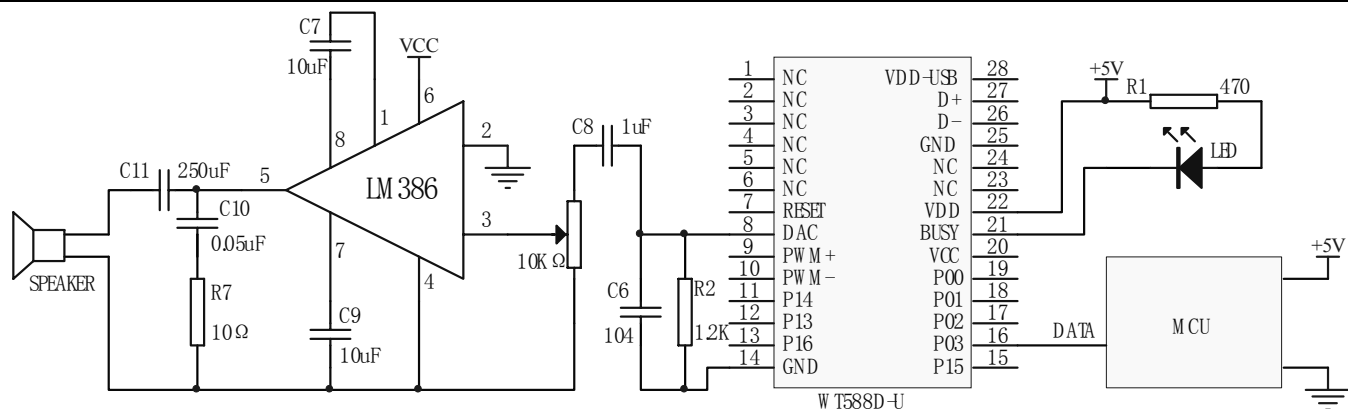 C7
10uF
VCC
6
1
8
2
C8
1uF
C11
250uF
5
LM386
C10
0.05uF
3
7
10KΩ
4
SPEAKER
R7
10Ω
C9
10uF
C6
104
R2
1.2K
1 NC VDD-USB 28
2 NC D+ 27
3 NC D- 26
4 NC GND 25
5 NC NC 24
6 NC NC 23
7 RESET VDD 22
8 DAC BUSY 21
9 PWM+ VCC 20
10 PWM- P00 19
11 P14 P01 18
12 P13 P02 17
13 P16 P03 16
14 GND P15 15
WT588D-U
+5V
R1
470
LED
+5V
DATA
MCU